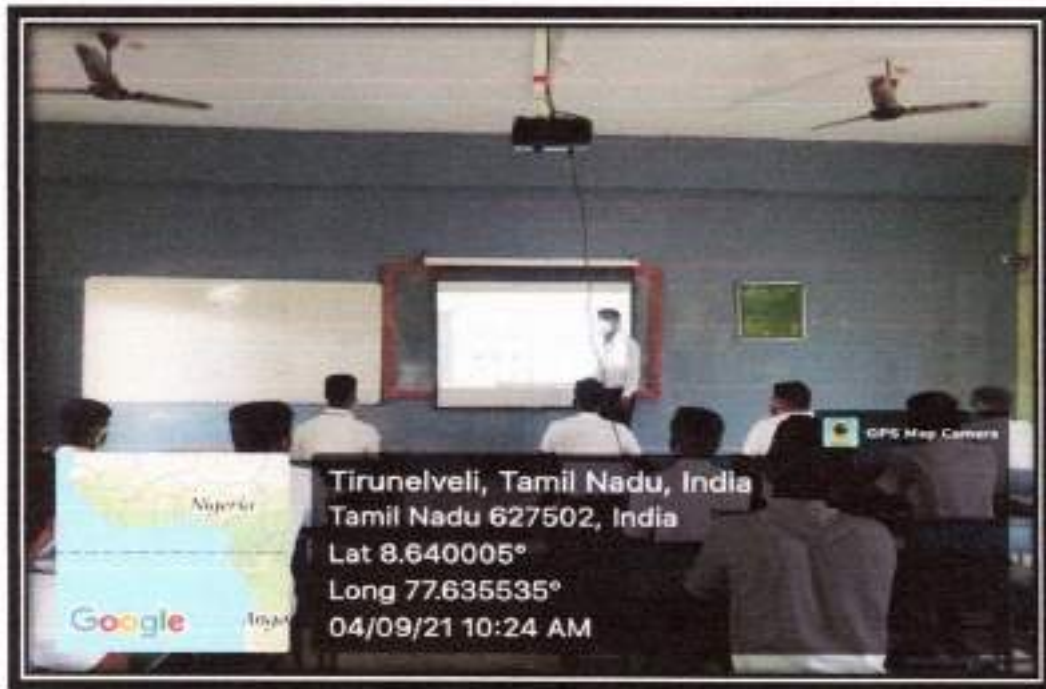 GPS Map Camera
Tirunelveli, Tamil Nadu, India
Tamil Nadu 627502, India
Lat 8.640005°
Long 77.635535°
04/09/21 10:24 AM
Nigeria
Google